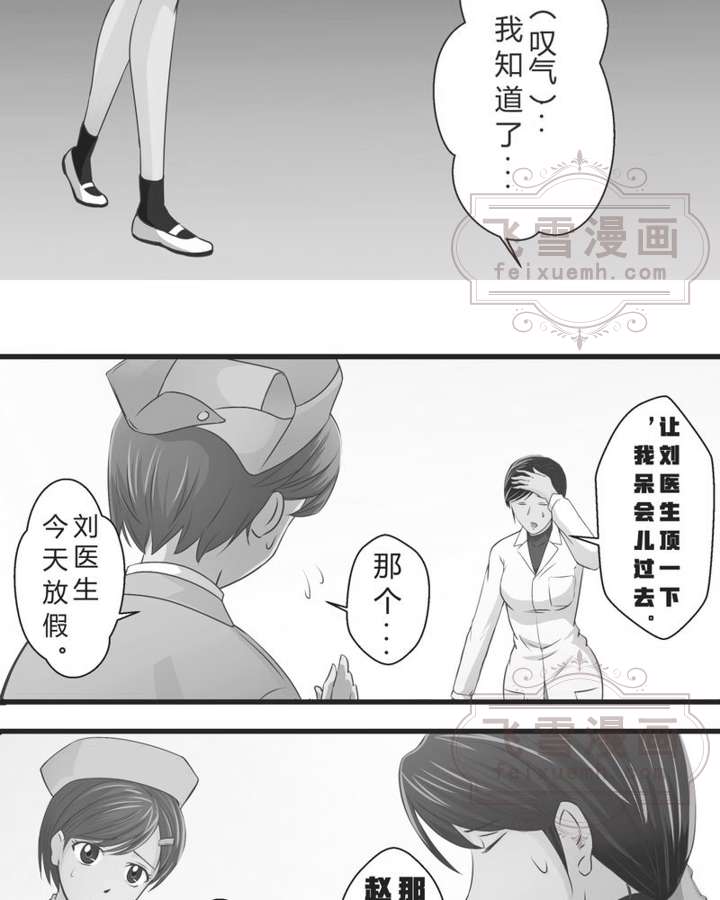 （叹气）：
我知道了…
飞雪漫画
feixuemh.com
让刘医生顶一下
，我呆会儿过去。
那个…
刘医生
今天放假。
飞雪漫画
feixuemh.com
那
赵